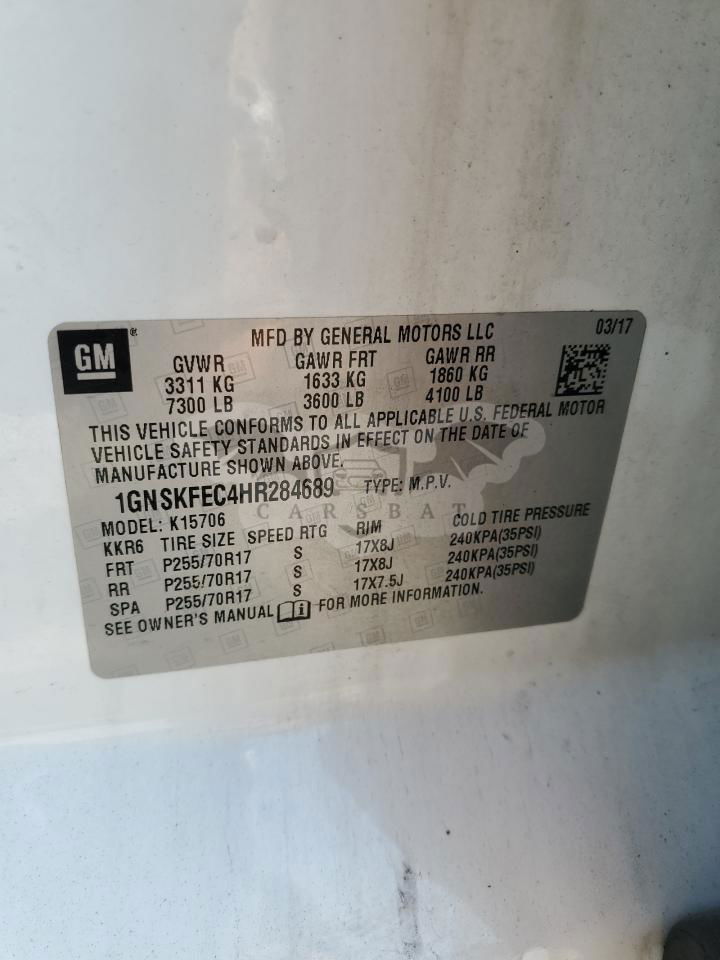 GM ® MFD BY GENERAL MOTORS LLC 03/17
GVWR GAWR FRT GAWR RR
3311 KG 1633 KG 1860 KG
7300 LB 3600 LB 4100 LB
THIS VEHICLE CONFORMS TO ALL APPLICABLE U.S. FEDERAL MOTOR
VEHICLE SAFETY STANDARDS IN EFFECT ON THE DATE OF
MANUFACTURE SHOWN ABOVE.
1GNSKFEC4HR284689 TYPE: M.P.V.
CARSBAT
MODEL: K15706
KKR6 TIRE SIZE SPEED RTG RIM COLD TIRE PRESSURE
FRT P255/70R17 S 17X8J 240KPA(35PSI)
RR P255/70R17 S 17X8J 240KPA(35PSI)
SPA P255/70R17 S 17X7.5J 240KPA(35PSI)
SEE OWNER'S MANUAL i FOR MORE INFORMATION.